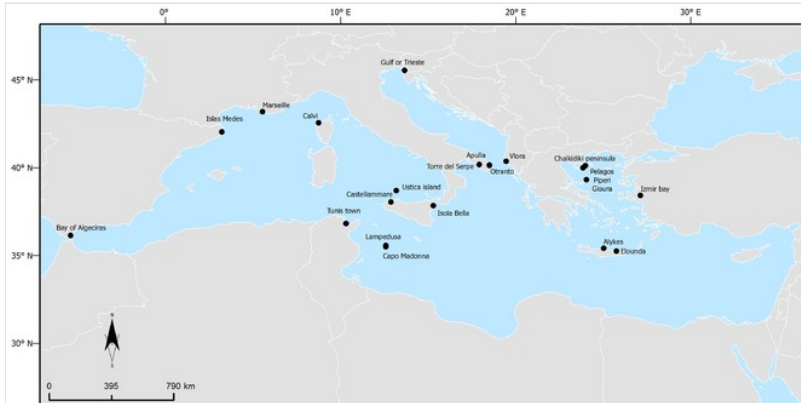 0° 10° E 20° E 30° E
45° N
40° N
35° N
30° N
Gulf or Trieste
Marseille
Islas Medes
Calvi
Apulia
Vlora
Chalkidiki peninsula
Torre del Serpe
Otranto
Pelagos
Piperi
Gioura
Ustica island
Castellammare
Izmir bay
Isola Bella
Tunis town
Bay of Algeciras
Lampedusa
Capo Madonna
Alykes
Elounda
N
S
0 395 790 km